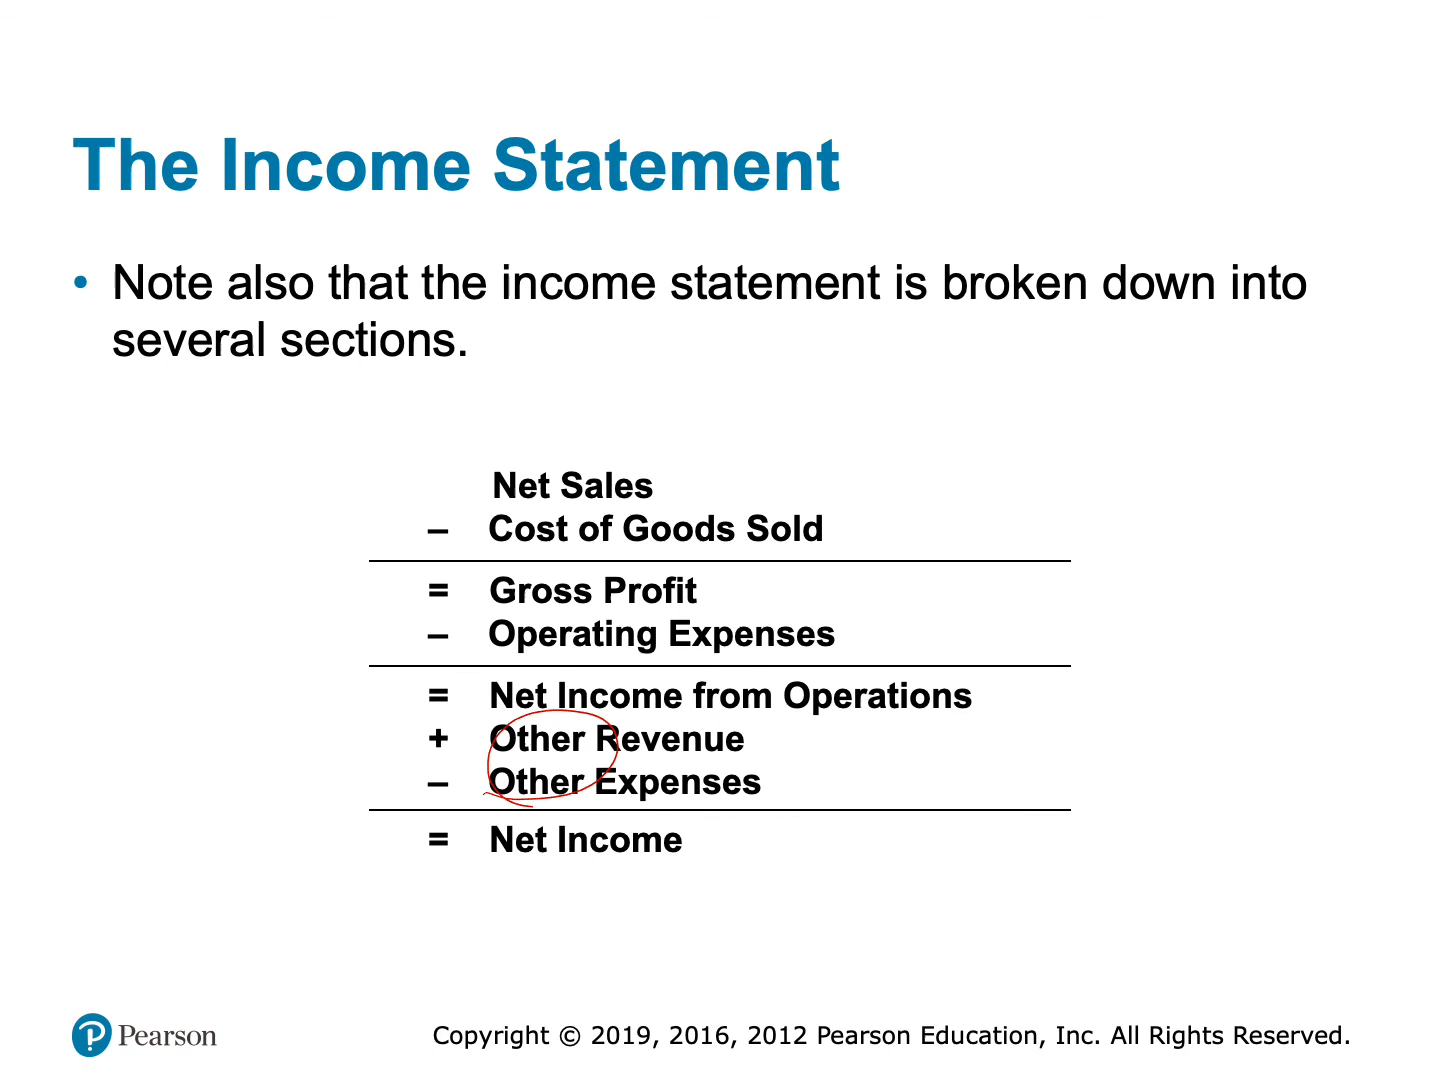 The Income Statement
• Note also that the income statement is broken down into
several sections.
Net Sales
– Cost of Goods Sold
= Gross Profit
– Operating Expenses
= Net Income from Operations
+ Other Revenue
– Other Expenses
= Net Income
Pearson
Copyright © 2019, 2016, 2012 Pearson Education, Inc. All Rights Reserved.